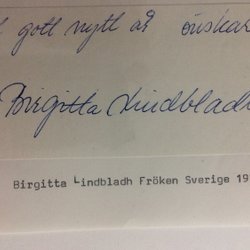 gott nytt år önskar
Birgitta Lindbladh
Birgitta Lindbladh Fröken Sverige 19